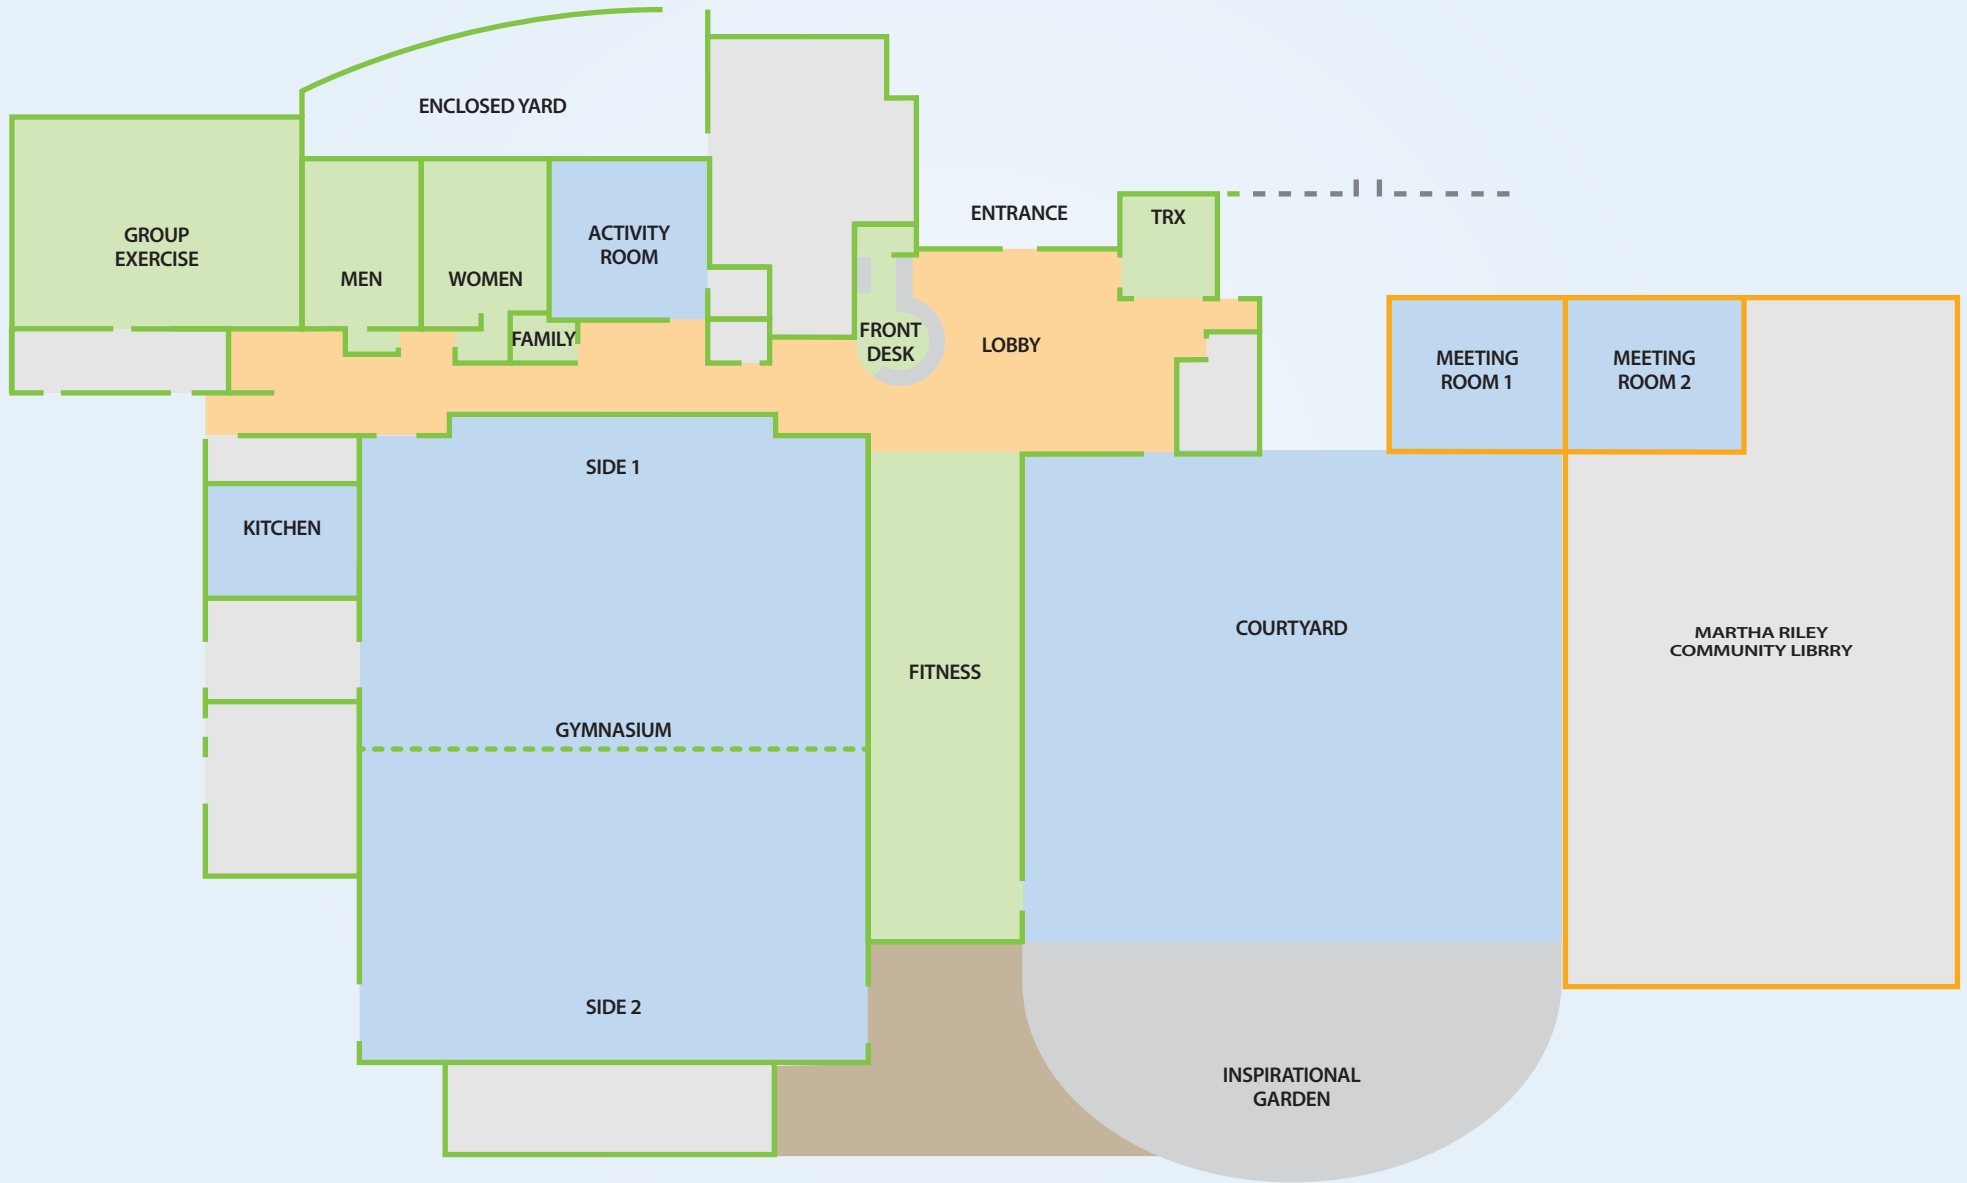 ENCLOSED YARD
GROUP
EXERCISE
MEN
WOMEN
FAMILY
ACTIVITY
ROOM
ENTRANCE
TRX
FRONT
DESK
LOBBY
MEETING
ROOM 1
MEETING
ROOM 2
SIDE 1
KITCHEN
GYMNASIUM
SIDE 2
FITNESS
COURTYARD
MARTHA RILEY
COMMUNITY LIBRRY
INSPIRATIONAL
GARDEN